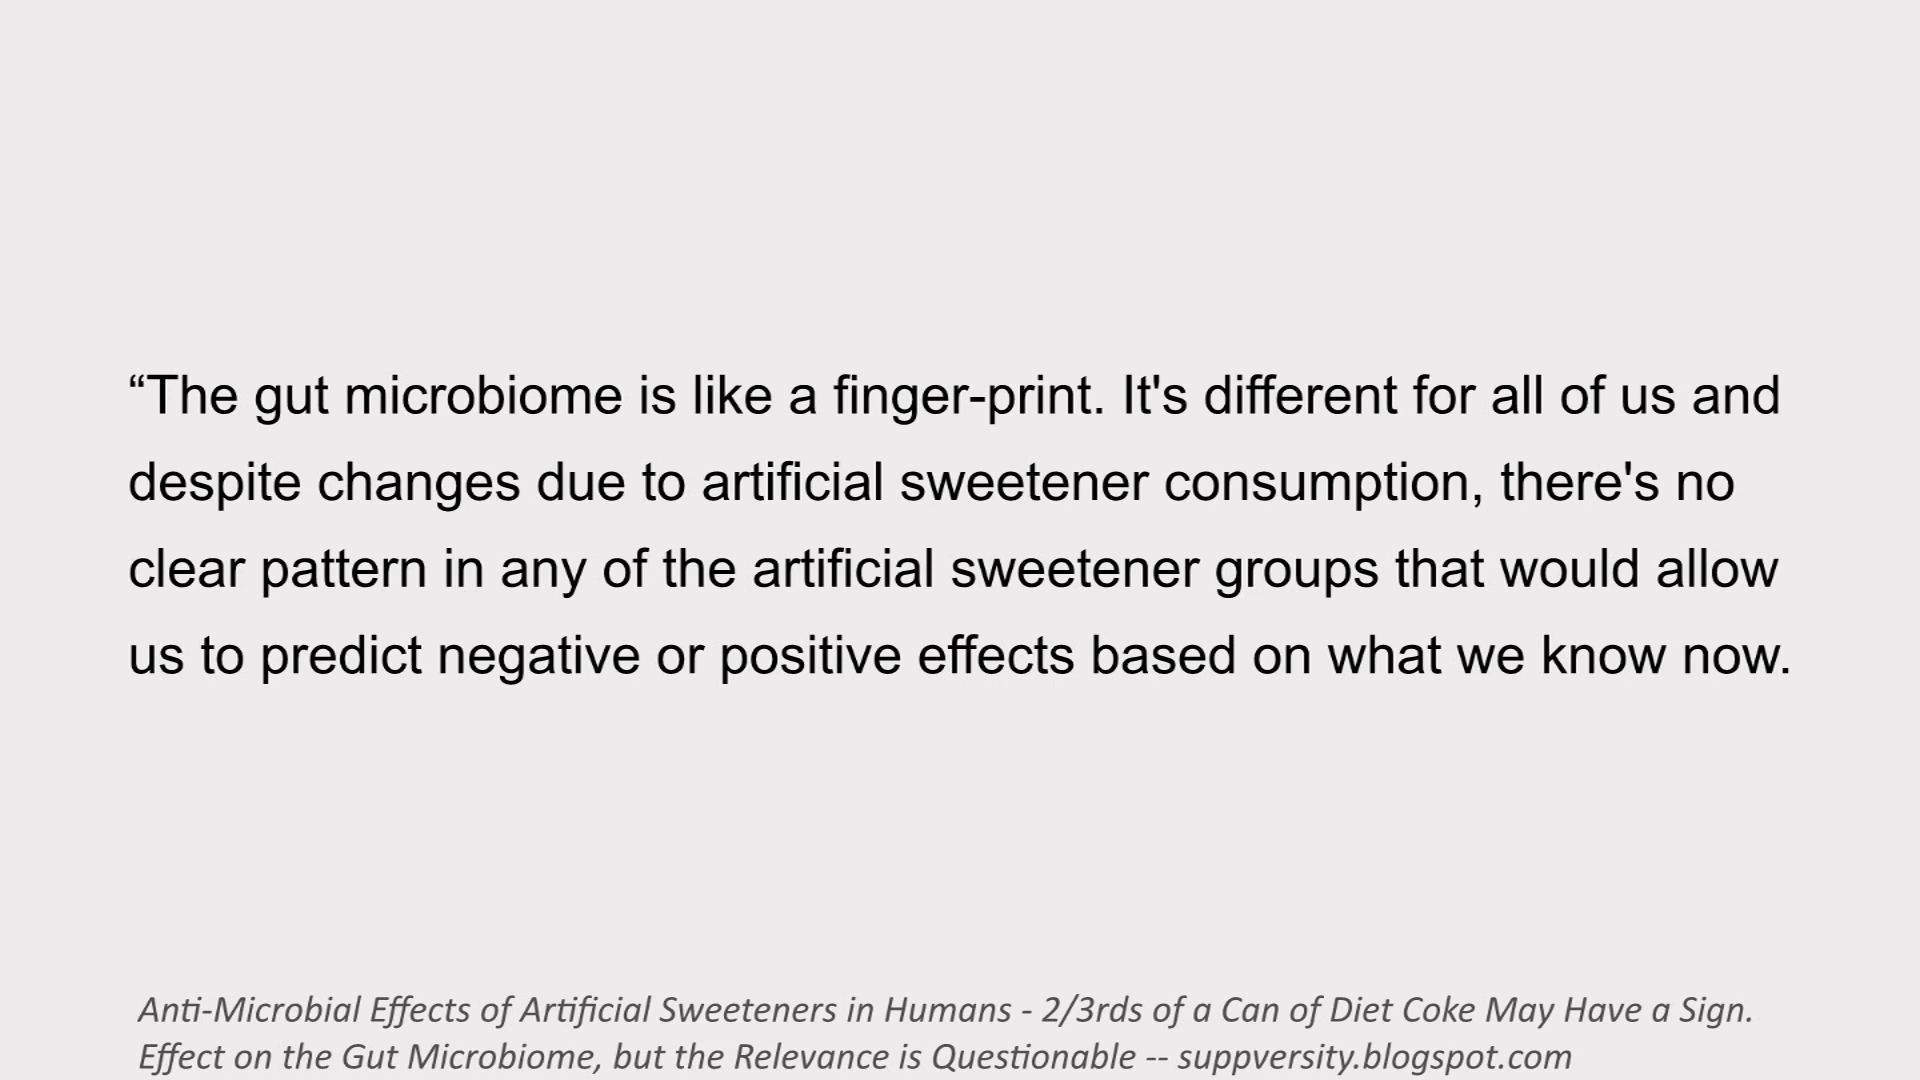 “The gut microbiome is like a finger-print. It's different for all of us and
despite changes due to artificial sweetener consumption, there's no
clear pattern in any of the artificial sweetener groups that would allow
us to predict negative or positive effects based on what we know now.
Anti-Microbial Effects of Artificial Sweeteners in Humans - 2/3rds of a Can of Diet Coke May Have a Sign.
Effect on the Gut Microbiome, but the Relevance is Questionable -- suppversity.blogspot.com